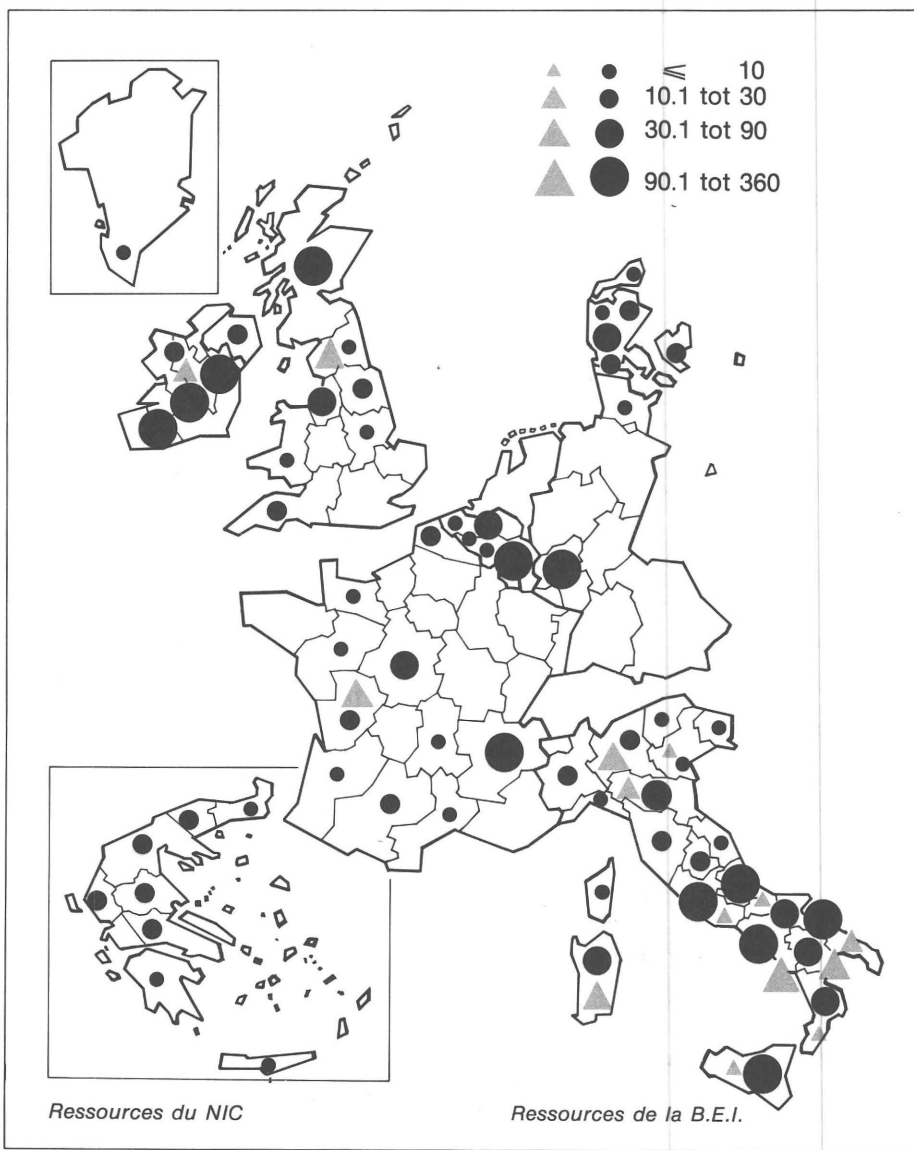 ⩽ 10
10.1 tot 30
30.1 tot 90
90.1 tot 360
Ressources du NIC
Ressources de la B.E.I.